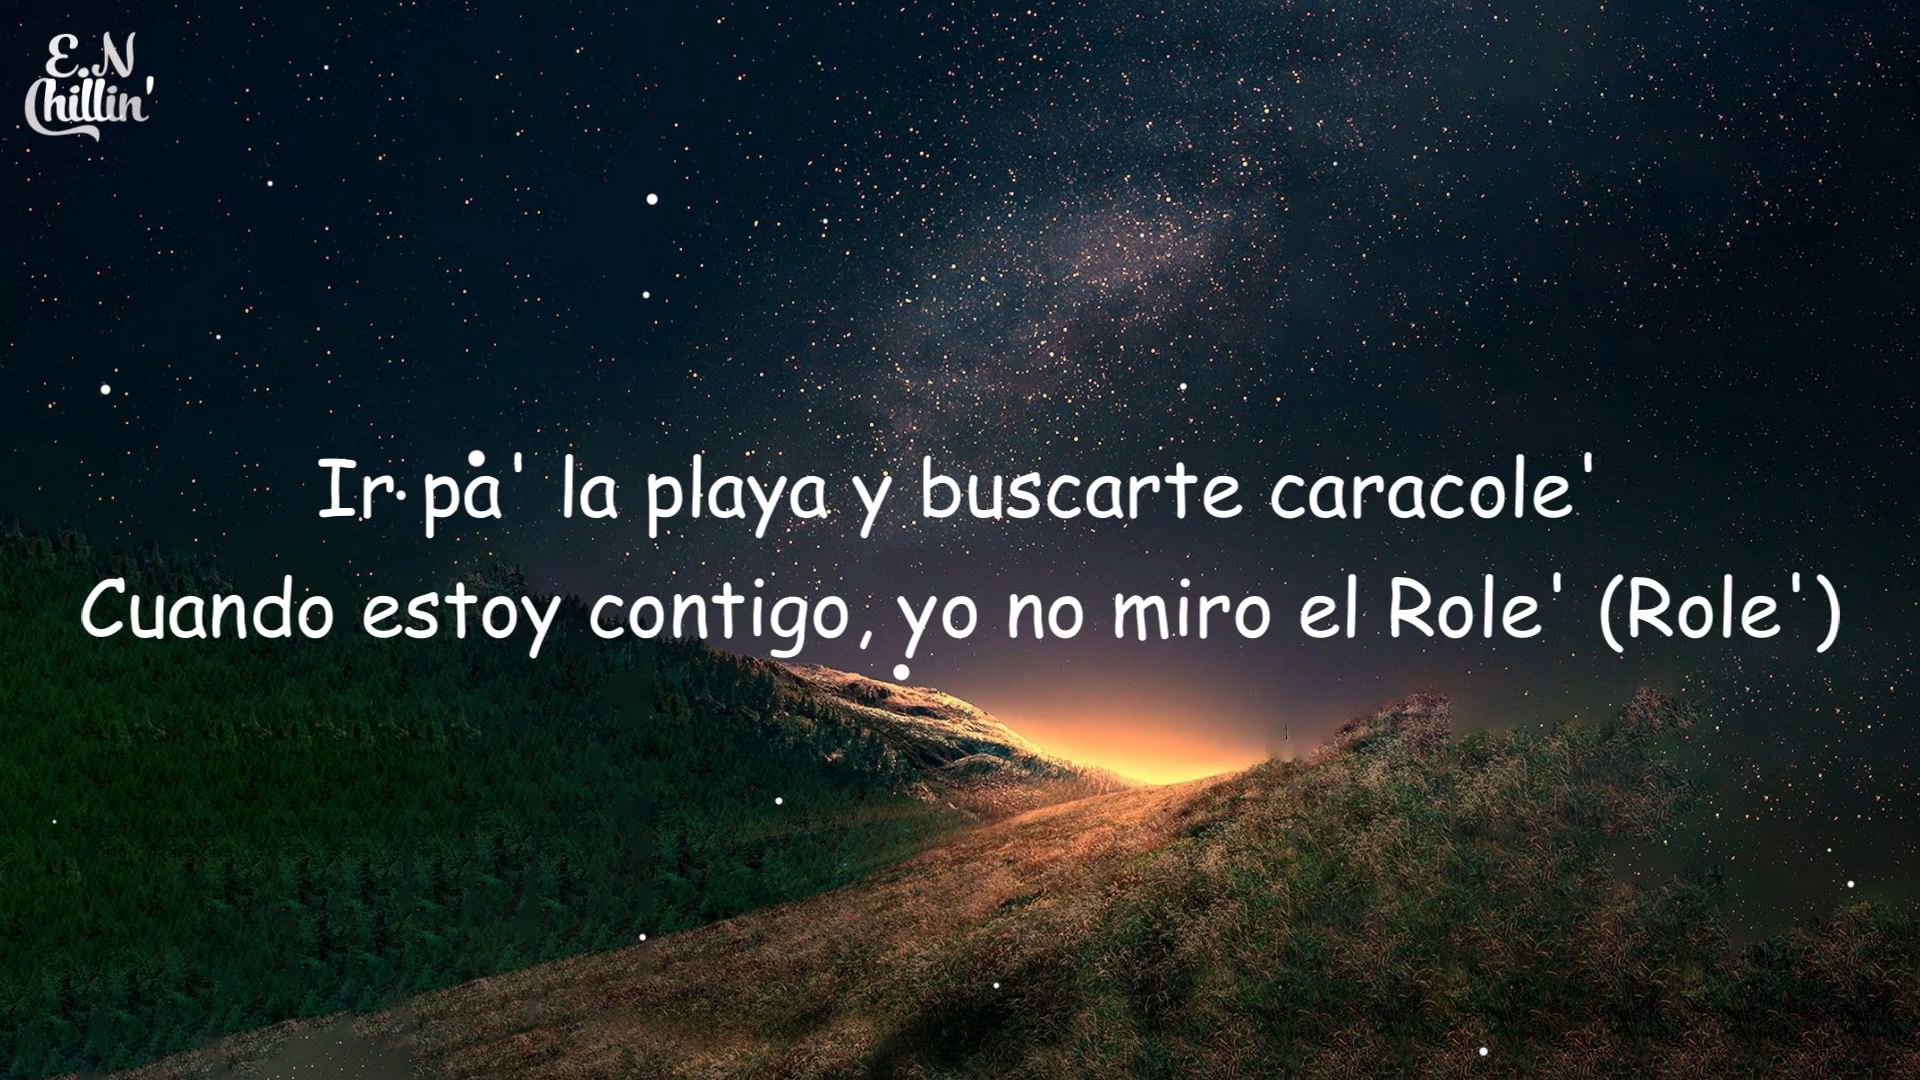 E.N
Chillin'
Ir pa' la playa y buscarte caracole'
Cuando estoy contigo, yo no miro el Role' (Role')